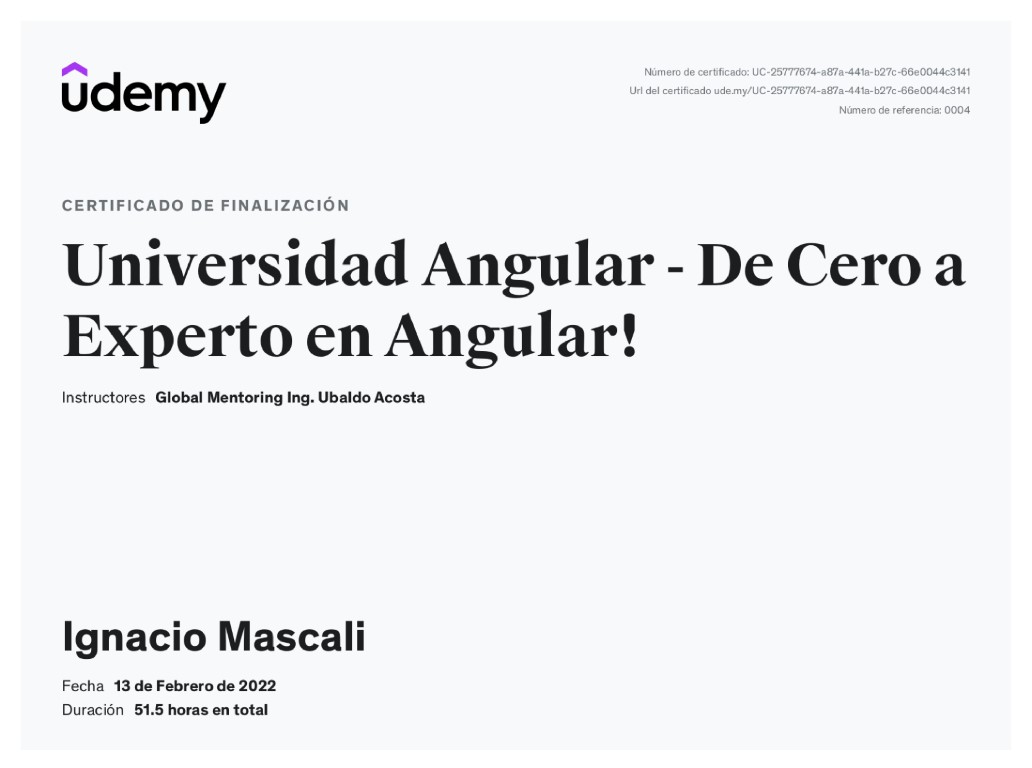 udemy
Número de certificado: UC-25777674-a87a-441a-b27c-66e0044c3141
Url del certificado ude.my/UC-25777674-a87a-441a-b27c-66e0044c3141
Número de referencia: 0004
CERTIFICADO DE FINALIZACIÓN
Universidad Angular - De Cero a
Experto en Angular!
Instructores Global Mentoring Ing. Ubaldo Acosta
Ignacio Mascali
Fecha 13 de Febrero de 2022
Duración 51.5 horas en total